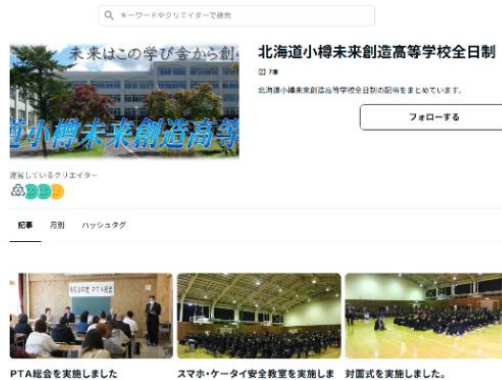 キーワードやクリエイターで検索
未来はこの学び舎から創
道小樽未来創造高等
北海道小樽未来創造高等学校全日制
7本
北海道小樽未来創造高等学校全日制の記事をまとめています。
フォローする
運営しているクリエイター
記事 月別 ハッシュタグ
PTA総会
PTA総会を実施しました
スマホ・ケータイ安全教室を実施しま
対面式を実施しました。